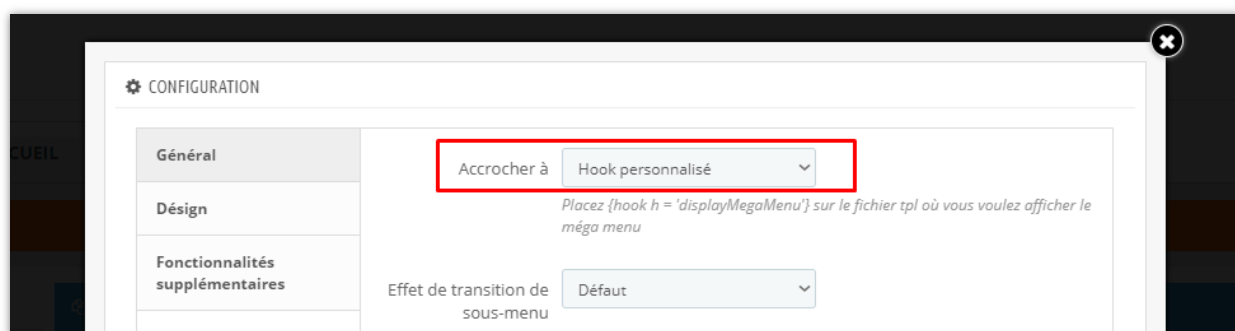 CONFIGURATION
CUEIL
Général
Accrocher à Hook personnalisé
Placez {hook h = 'displayMegaMenu'} sur le fichier tpl où vous voulez afficher le
méga menu
Désign
Fonctionnalités
supplémentaires
Effet de transition de
sous-menu
Défaut